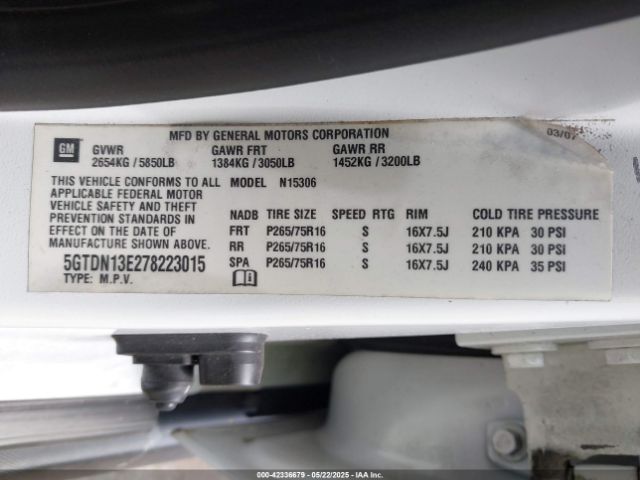 MFD BY GENERAL MOTORS CORPORATION
03/07
GM
GVWR GAWR FRT GAWR RR
2654KG / 5850LB 1384KG / 3050LB 1452KG / 3200LB
THIS VEHICLE CONFORMS TO ALL
APPLICABLE FEDERAL MOTOR
VEHICLE SAFETY AND THEFT
PREVENTION STANDARDS IN
EFFECT ON THE DATE OF
MANUFACTURE SHOWN ABOVE.
5GTDN13E278223015
TYPE: M.P.V.
MODEL N15306
NADB TIRE SIZE SPEED RTG RIM COLD TIRE PRESSURE
FRT P265/75R16 S 16X7.5J 210 KPA 30 PSI
RR P265/75R16 S 16X7.5J 210 KPA 30 PSI
SPA P265/75R16 S 16X7.5J 240 KPA 35 PSI
000-42336679 - 05/22/2025 - IAAI.COM